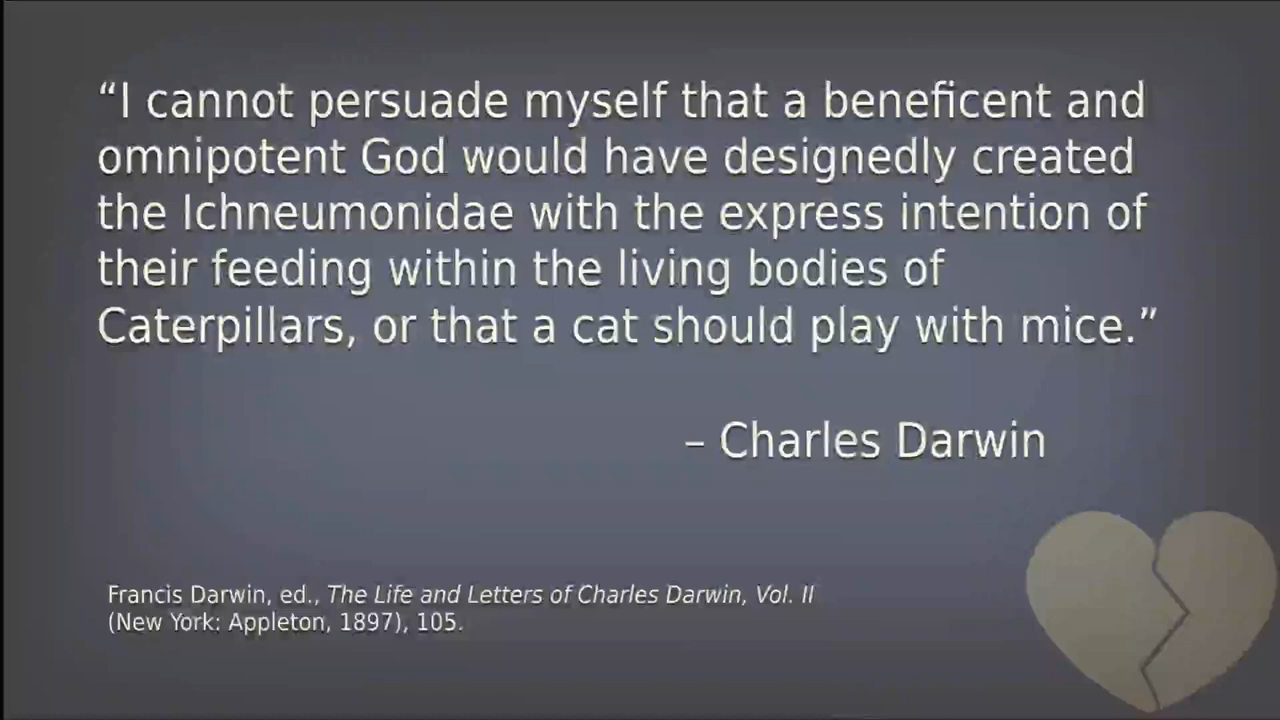 “I cannot persuade myself that a beneficent and
omnipotent God would have designedly created
the Ichneumonidae with the express intention of
their feeding within the living bodies of
Caterpillars, or that a cat should play with mice.”
– Charles Darwin
Francis Darwin, ed., The Life and Letters of Charles Darwin, Vol. II
(New York: Appleton, 1897), 105.